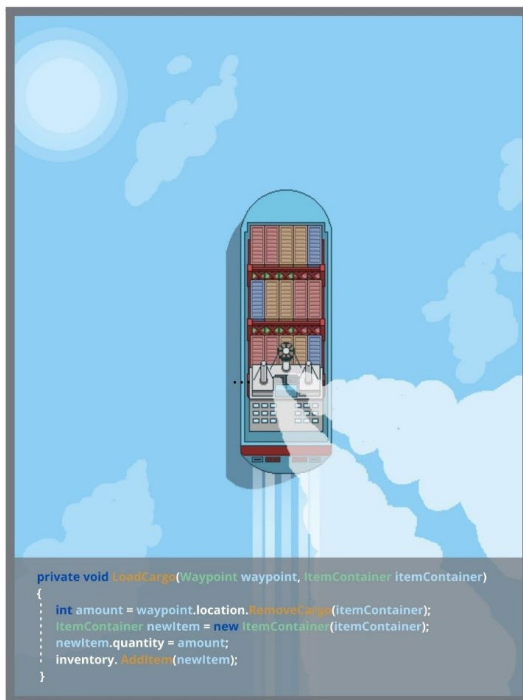 private void LoadCargo(Waypoint waypoint, ItemContainer itemContainer)
{
int amount = waypoint.location.RemoveCargo(itemContainer);
ItemContainer newItem = new ItemContainer(itemContainer);
newItem.quantity = amount;
inventory. AddItem(newItem);
}